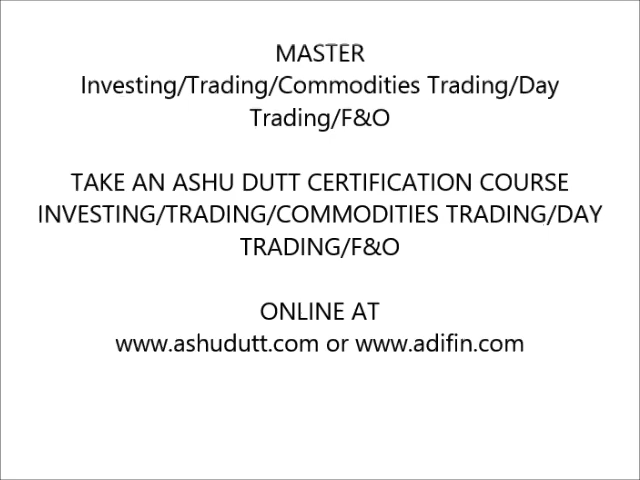 MASTER
Investing/Trading/Commodities Trading/Day
Trading/F&O
TAKE AN ASHU DUTT CERTIFICATION COURSE
INVESTING/TRADING/COMMODITIES TRADING/DAY
TRADING/F&O
ONLINE AT
www.ashudutt.com or www.adifin.com